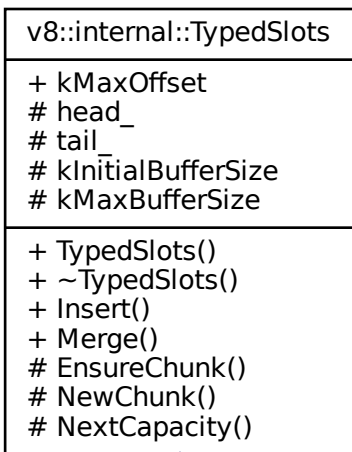 v8::internal::TypedSlots
+ kMaxOffset
# head_
# tail_
# kInitialBufferSize
# kMaxBufferSize
+ TypedSlots()
+ ~TypedSlots()
+ Insert()
+ Merge()
# EnsureChunk()
# NewChunk()
# NextCapacity()